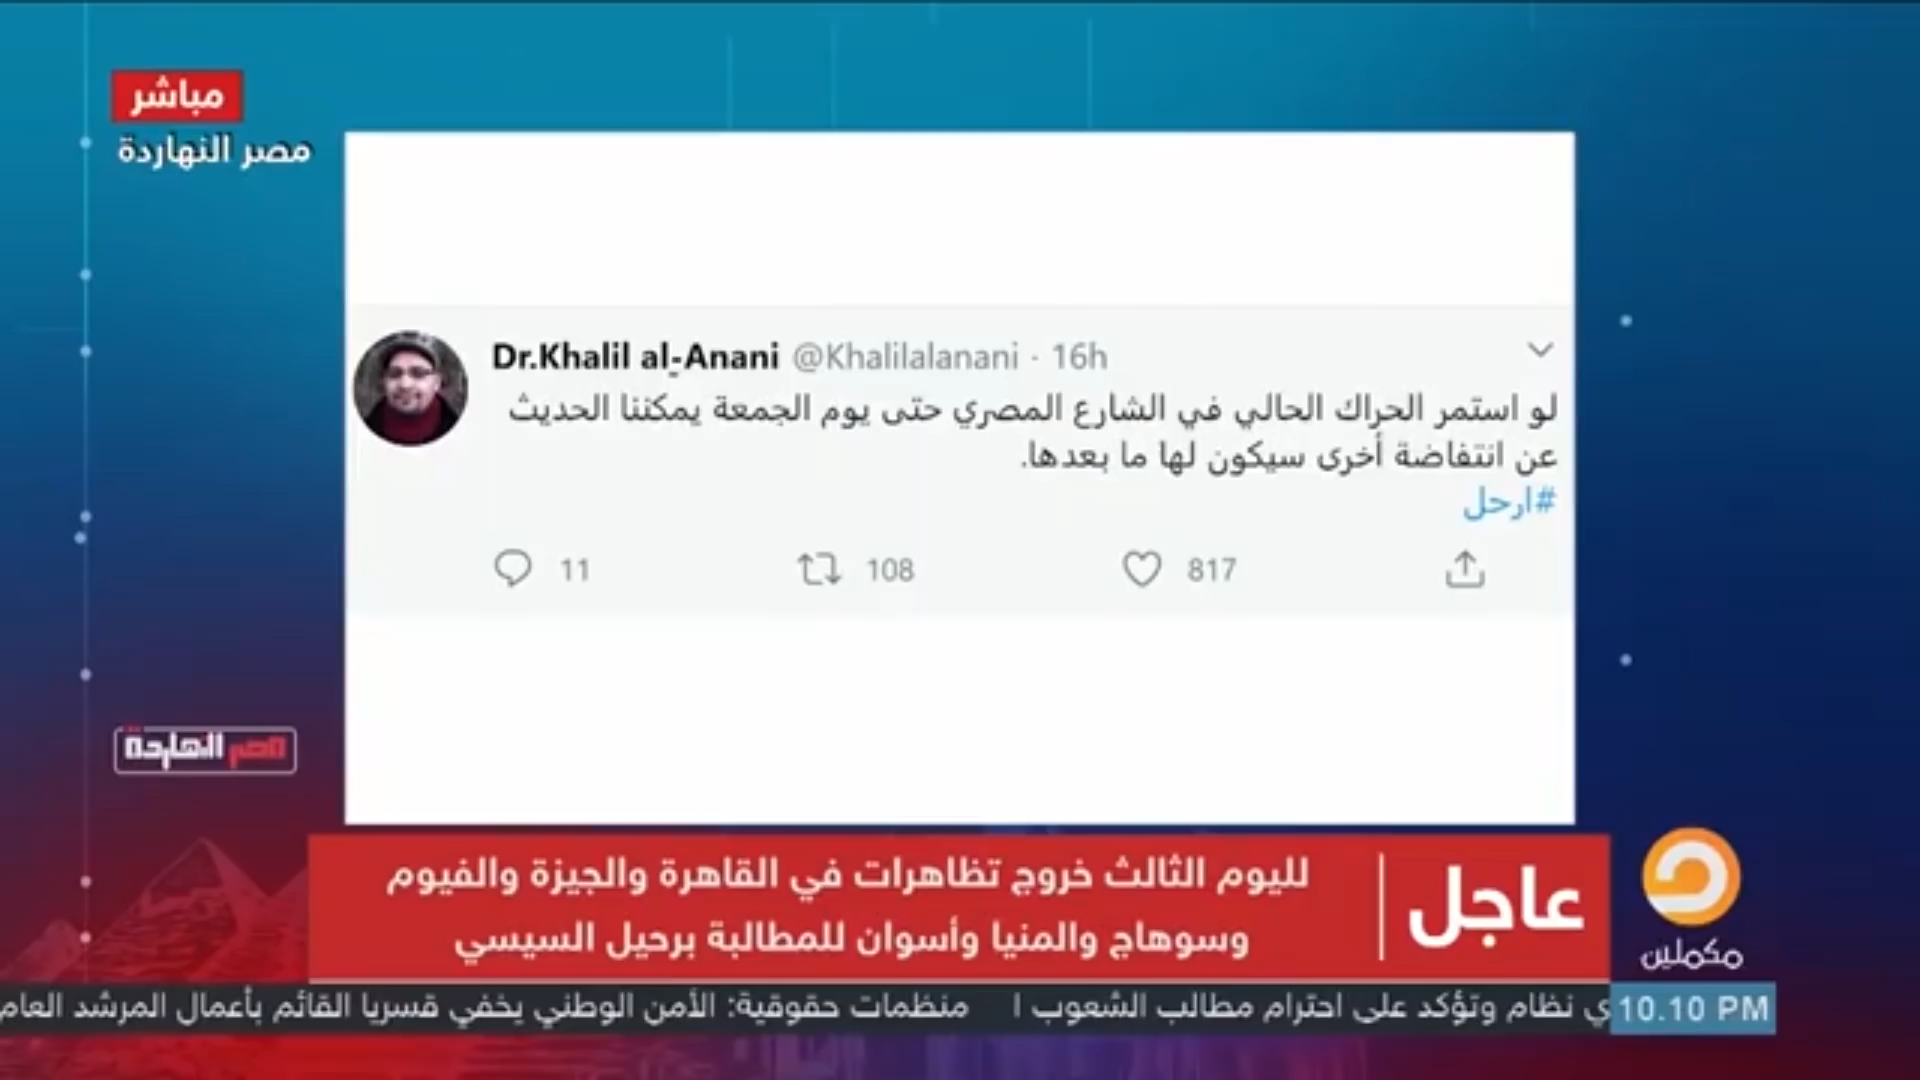 مباشر
مصر النهاردة
Dr.Khalil al-Anani @Khalilalanani · 16h
لو استمر الحراك الحالي في الشارع المصري حتى يوم الجمعة يمكننا الحديث
عن انتفاضة أخرى سيكون لها ما بعدها.
#ارحل
11 108 817
مصر النهاردة
عاجل
لليوم الثالث خروج تظاهرات في القاهرة والجيزة والفيوم
وسوهاج والمنيا وأسوان للمطالبة برحيل السيسي
مكملين
10.10 PM
ي نظام وتؤكد على احترام مطالب الشعوب ا
منظمات حقوقية: الأمن الوطني يخفي قسريا القائم بأعمال المرشد العام